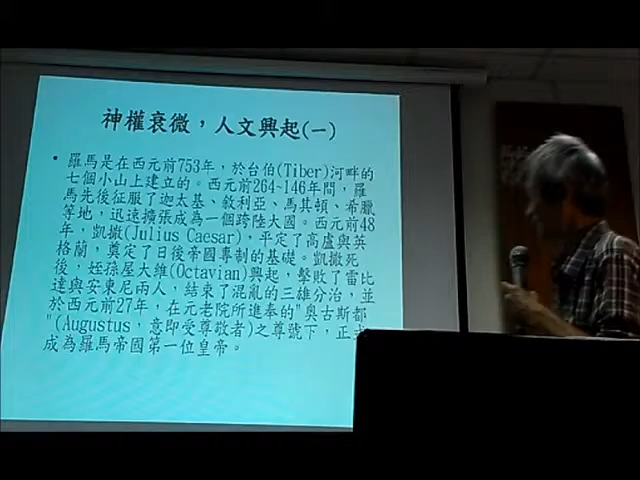 神權衰微，人文興起(一)
• 羅馬是在西元前753年，於台伯(Tiber)河畔的
七個小山上建立的。西元前264-146年間，羅
馬先後征服了迦太基、敘利亞、馬其頓、希臘
等地，迅速擴張成為一個跨陸大國。西元前48
年，凱撒(Julius Caesar)，平定了高盧與英
格蘭，奠定了日後帝國專制的基礎。凱撒死
後，姪孫屋大維(Octavian)興起，擊敗了雷比
達與安東尼兩人，結束了混亂的三雄分治，並
於西元前27年，在元老院所進奉的"奧古斯都
"(Augustus，意即受尊敬者)之尊號下，正式
成為羅馬帝國第一位皇帝。